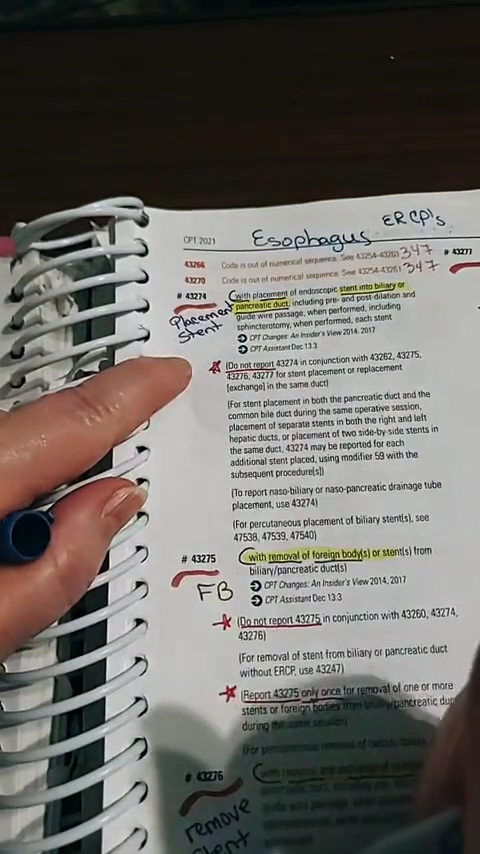 CPT 2021 Esophagus ERCP's
43266 Code is out of numerical sequence. See 43254-43261 347 # 43277
43270 Code is out of numerical sequence. See 43254-43261 347
# 43274 with placement of endoscopic stent into biliary or
pancreatic duct, including pre- and post-dilation and
guide wire passage, when performed, including
sphincterotomy, when performed, each stent
Placement
stent
CPT Changes: An Insider's View 2014, 2017
CPT Assistant Dec 13:3
(Do not report 43274 in conjunction with 43262, 43275,
43276, 43277 for stent placement or replacement
[exchange] in the same duct)
(For stent placement in both the pancreatic duct and the
common bile duct during the same operative session,
placement of separate stents in both the right and
left hepatic ducts, or placement of two side-by-side stents in
the same duct, 43274 may be reported for each
additional stent placed, using modifier 59 with the
subsequent procedure[s])
(To report naso-biliary or naso-pancreatic drainage tube
placement, use 43274)
(For percutaneous placement of biliary stent(s), see
47538, 47539, 47540)
# 43275 with removal of foreign body(s) or stent(s) from
biliary/pancreatic duct(s)
FB
CPT Changes: An Insider's View 2014, 2017
CPT Assistant Dec 13:3
(Do not report 43275 in conjunction with 43260, 43274,
43276)
(For removal of stent from biliary or pancreatic duct
without ERCP, use 43247)
(Report 43275 only once for removal of one or more
stents or foreign bodies from biliary/pancreatic duct
during the same session)
# 43276
remove
stent